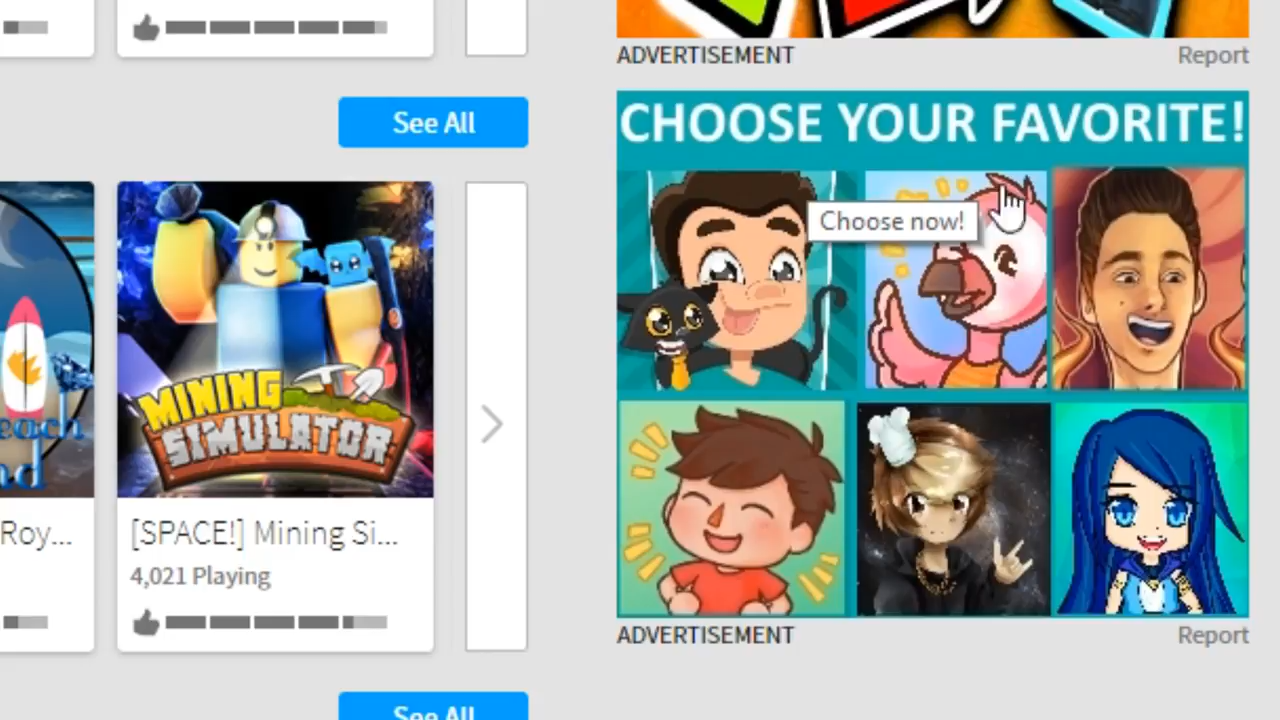 ADVERTISEMENT
Report
See All
CHOOSE YOUR FAVORITE!
Choose now!
MINING
SIMULATOR
Roy...
[SPACE!] Mining Si...
4,021 Playing
ADVERTISEMENT
Report
See All